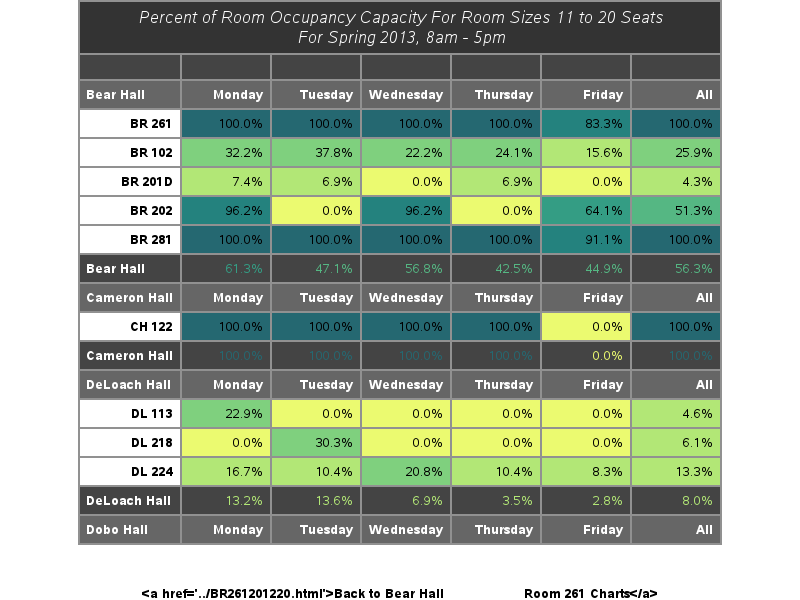 Percent of Room Occupancy Capacity For Room Sizes 11 to 20 Seats
For Spring 2013, 8am - 5pm
Bear Hall Monday Tuesday Wednesday Thursday Friday All
BR 261 100.0% 100.0% 100.0% 100.0% 83.3% 100.0%
BR 102 32.2% 37.8% 22.2% 24.1% 15.6% 25.9%
BR 201D 7.4% 6.9% 0.0% 6.9% 0.0% 4.3%
BR 202 96.2% 0.0% 96.2% 0.0% 64.1% 51.3%
BR 281 100.0% 100.0% 100.0% 100.0% 91.1% 100.0%
Bear Hall 61.3% 47.1% 56.8% 42.5% 44.9% 56.3%
Cameron Hall Monday Tuesday Wednesday Thursday Friday All
CH 122 100.0% 100.0% 100.0% 100.0% 0.0% 100.0%
Cameron Hall 100.0% 100.0% 100.0% 100.0% 0.0% 100.0%
DeLoach Hall Monday Tuesday Wednesday Thursday Friday All
DL 113 22.9% 0.0% 0.0% 0.0% 0.0% 4.6%
DL 218 0.0% 30.3% 0.0% 0.0% 0.0% 6.1%
DL 224 16.7% 10.4% 20.8% 10.4% 8.3% 13.3%
DeLoach Hall 13.2% 13.6% 6.9% 3.5% 2.8% 8.0%
Dobo Hall Monday Tuesday Wednesday Thursday Friday All
<a href='../BR261201220.html'>Back to Bear Hall Room 261 Charts</a>